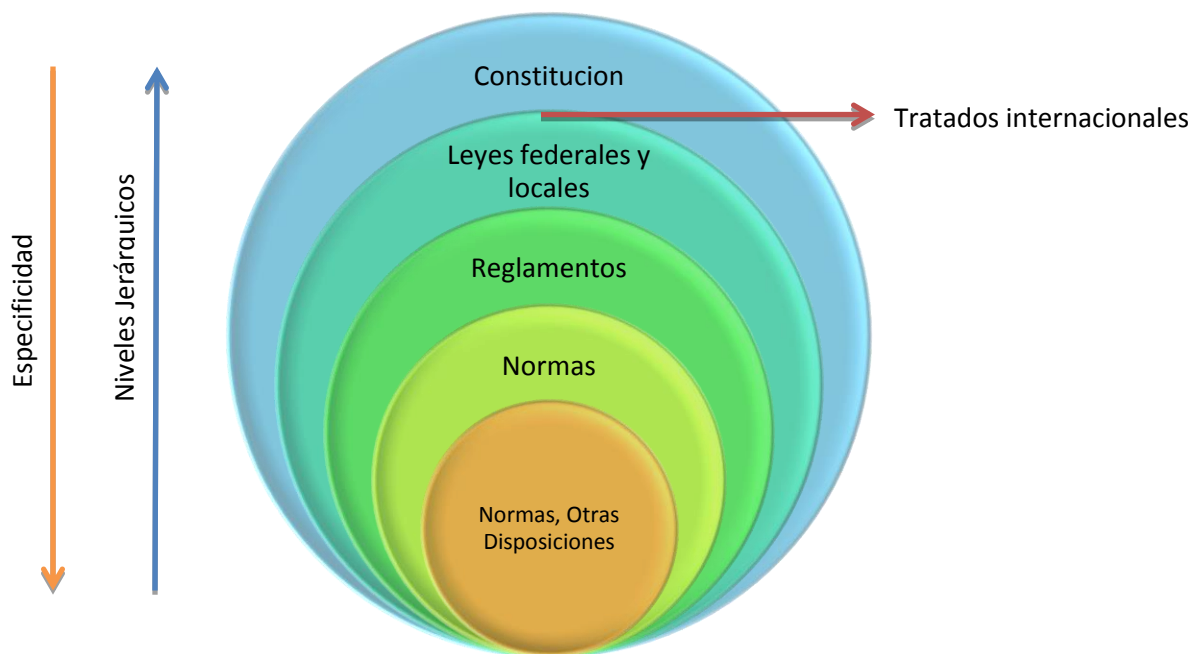 Constitucion
Tratados internacionales
Leyes federales y
locales
Reglamentos
Normas
Normas, Otras
Disposiciones
Especificidad
Niveles Jerárquicos